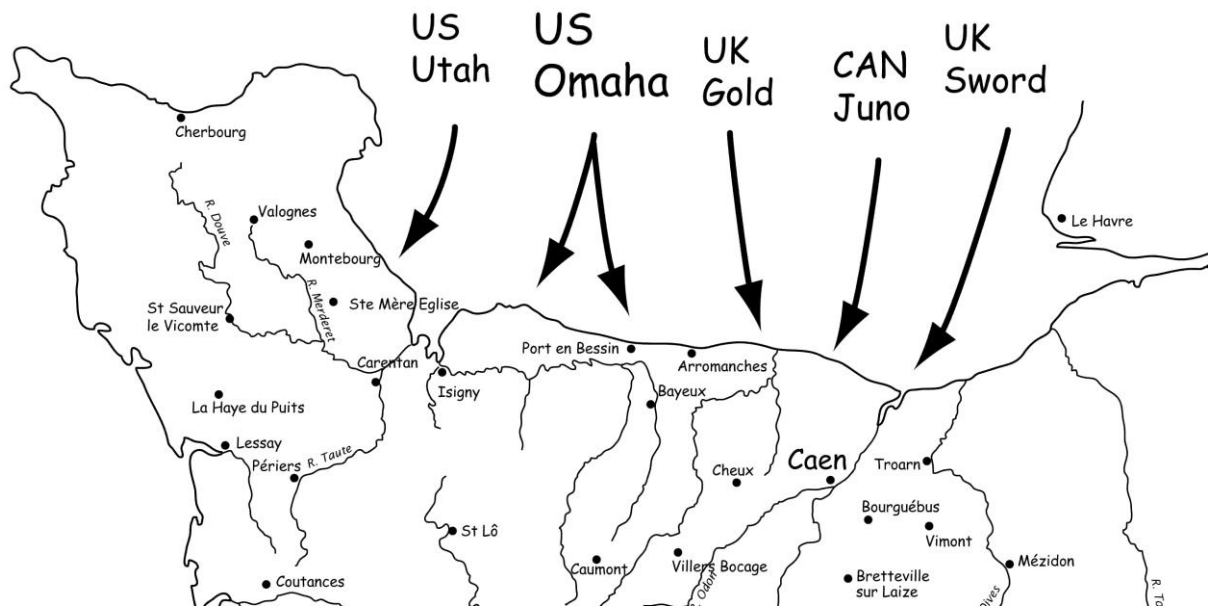 US
Utah
US
Omaha
UK
Gold
CAN
Juno
UK
Sword
Cherbourg
Le Havre
R. Douve
Valognes
Montebourg
R. Merderet
Ste Mère Eglise
St Sauveur
le Vicomte
Port en Bessin
Arromanches
Carentan
Isigny
Bayeux
La Haye du Puits
Lessay
Périers
R. Taute
Cheux
Caen
Troarn
Bourguébus
Vimont
St Lô
Caumont
Villers Bocage
Mézidon
Coutances
Odon
Bretteville
sur Laize
Dives